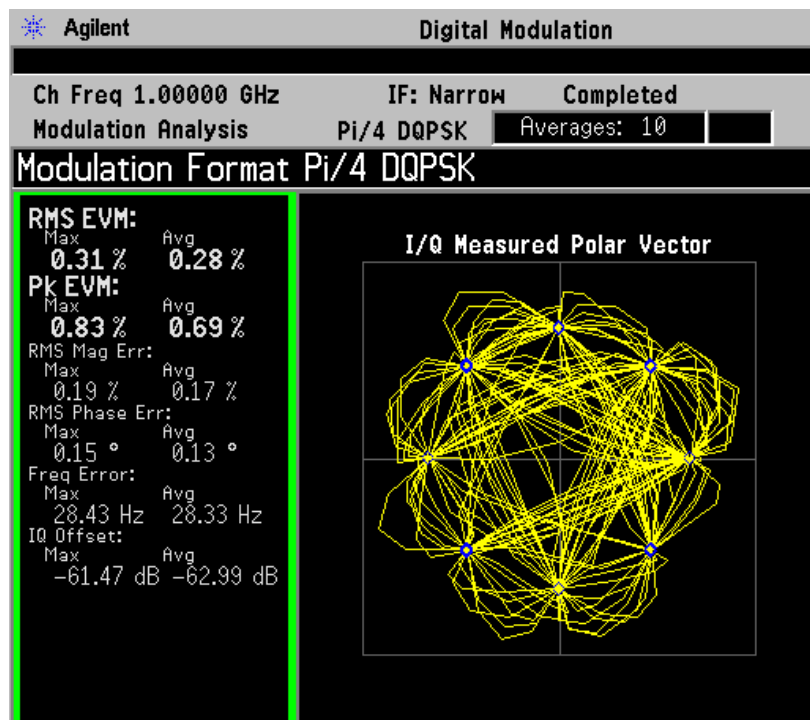 Agilent Digital Modulation
Ch Freq 1.00000 GHz IF: Narrow Completed
Modulation Analysis Pi/4 DQPSK Averages: 10
Modulation Format Pi/4 DQPSK
RMS EVM:
Max Avg
0.31 % 0.28 %
Pk EVM:
Max Avg
0.83 % 0.69 %
RMS Mag Err:
Max Avg
0.19 % 0.17 %
RMS Phase Err:
Max Avg
0.15 ° 0.13 °
Freq Error:
Max Avg
28.43 Hz 28.33 Hz
IQ Offset:
Max Avg
-61.47 dB -62.99 dB
I/Q Measured Polar Vector